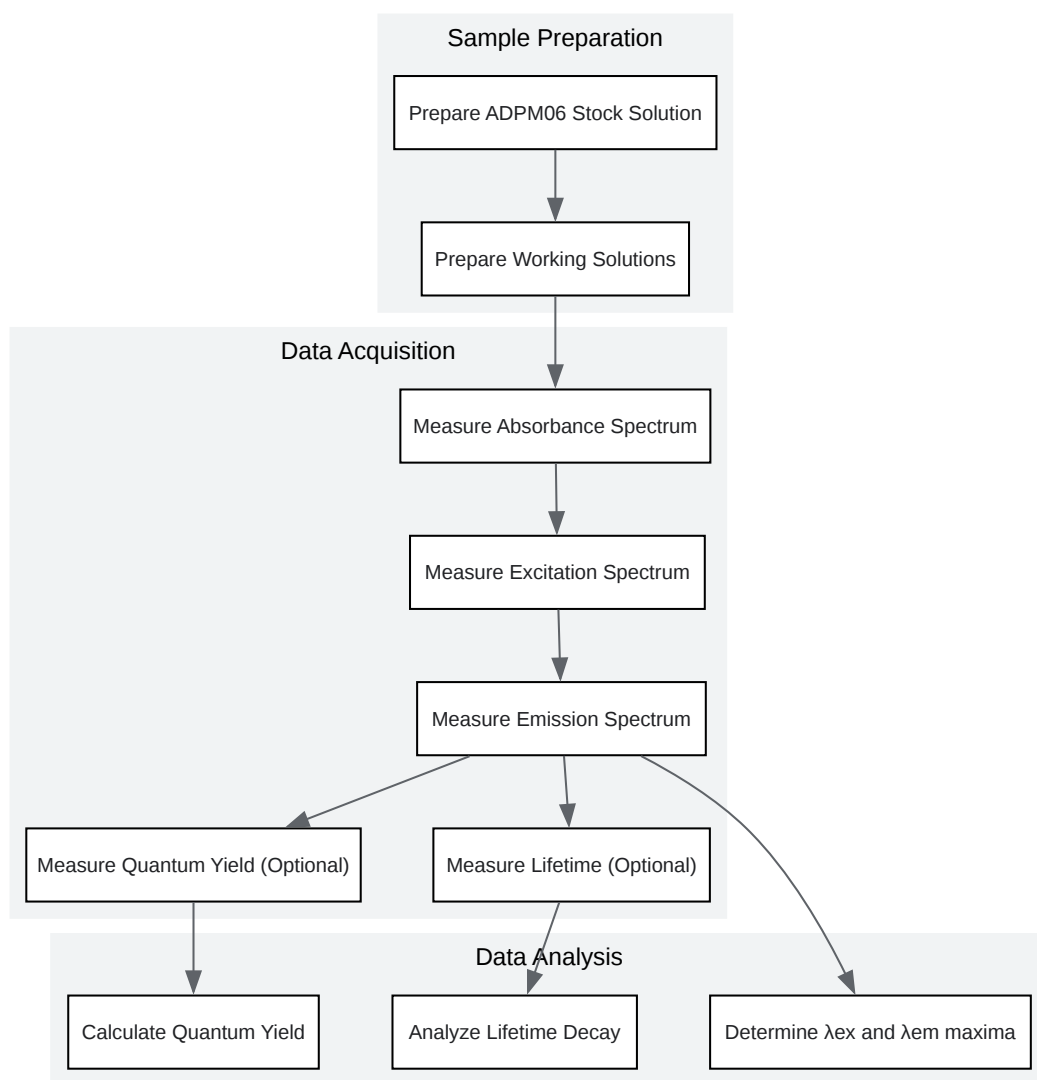 Sample Preparation
Prepare ADPM06 Stock Solution
Prepare Working Solutions
Data Acquisition
Measure Absorbance Spectrum
Measure Excitation Spectrum
Measure Emission Spectrum
Measure Quantum Yield (Optional)
Measure Lifetime (Optional)
Data Analysis
Calculate Quantum Yield
Analyze Lifetime Decay
Determine λex and λem maxima